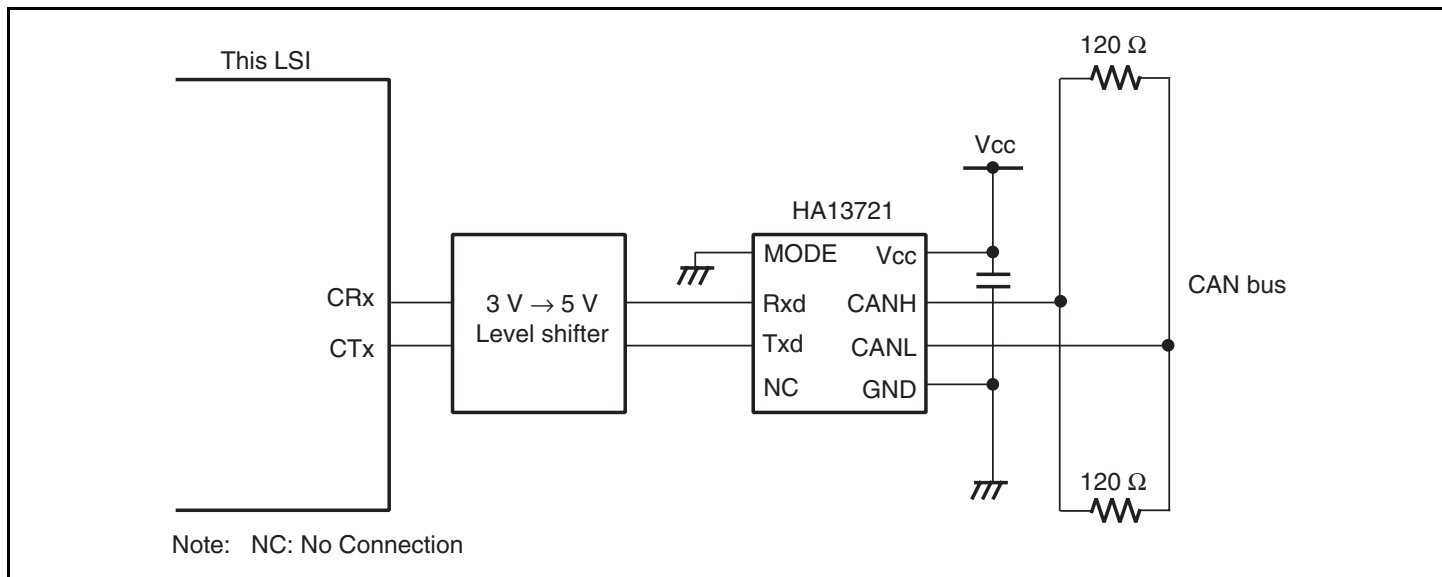 120 Ω
This LSI
Vcc
HA13721
MODE Vcc
CRx
3 V → 5 V
Level shifter
Rxd CANH
CAN bus
CTx
Txd CANL
NC GND
120 Ω
Note: NC: No Connection